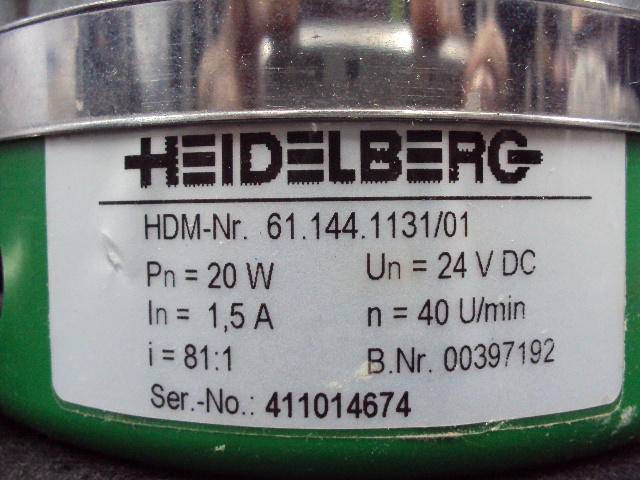 HEIDELBERG
HDM-Nr. 61.144.1131/01
Pn = 20 W Un = 24 V DC
In = 1,5 A n = 40 U/min
i = 81:1 B.Nr. 00397192
Ser.-No.: 411014674